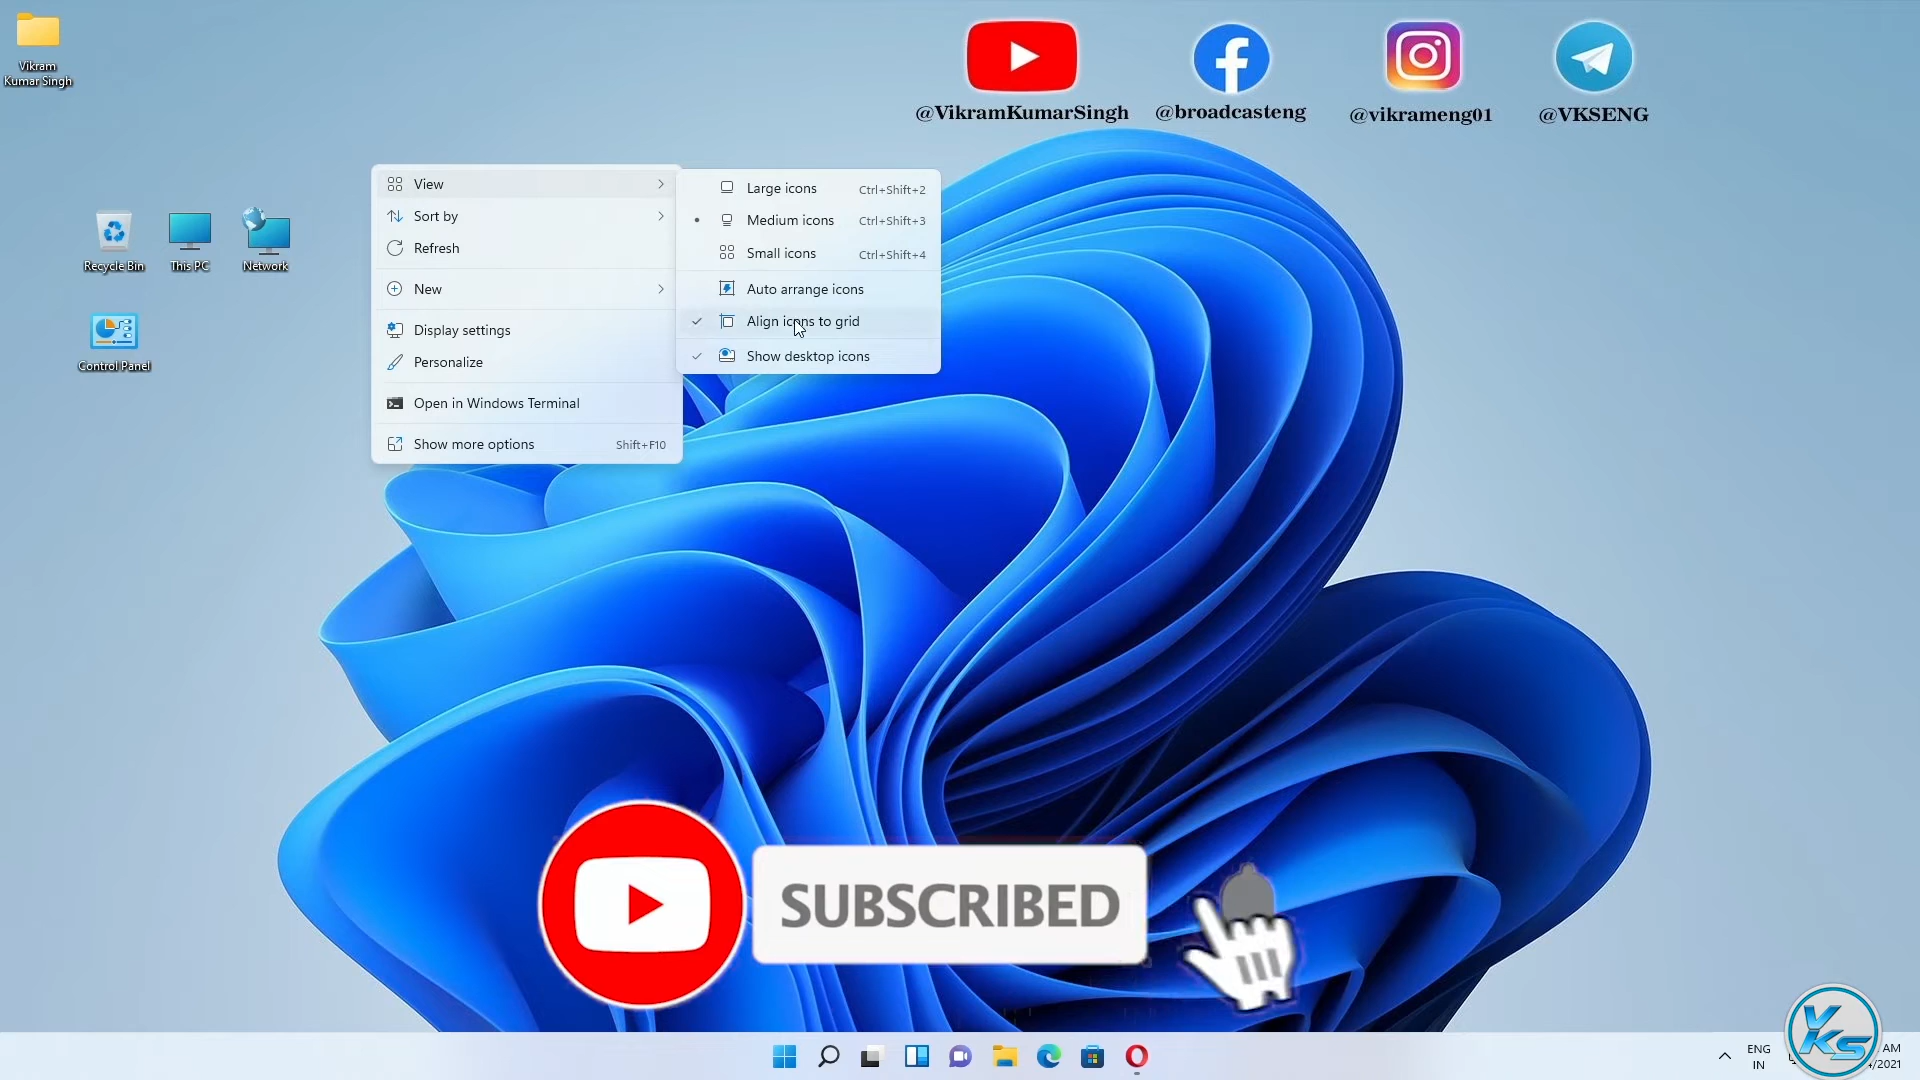 Vikram
Kumar Singh
@VikramKumarSingh
@broadcasteng
@vikrameng01
@VKSENG
Recycle Bin
This PC
Network
Control Panel
View
Sort by
Refresh
New
Display settings
Personalize
Open in Windows Terminal
Show more options Shift+F10
Large icons Ctrl+Shift+2
Medium icons Ctrl+Shift+3
Small icons Ctrl+Shift+4
Auto arrange icons
Align icons to grid
Show desktop icons
SUBSCRIBED
ENG
IN
VKS
AM
/2021